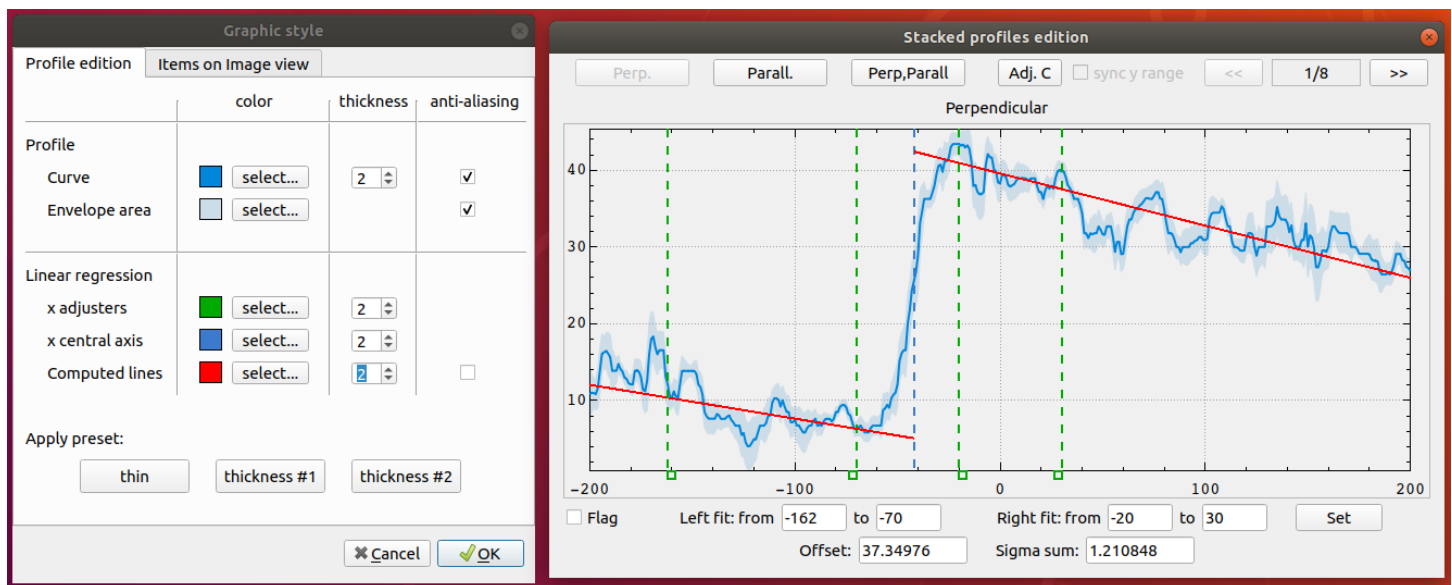 Graphic style
Profile edition Items on Image view
color thickness anti-aliasing
Profile
Curve select... 2
Envelope area select...
Linear regression
x adjusters select... 2
x central axis select... 2
Computed lines select... 2
Apply preset:
thin thickness #1 thickness #2
Cancel OK
Stacked profiles edition
Perp. Parall. Perp,Parall Adj. C sync y range << 1/8 >>
Perpendicular
40
30
20
10
-200 -100 0 100 200
Flag Left fit: from -162 to -70 Right fit: from -20 to 30 Set
Offset: 37.34976 Sigma sum: 1.210848